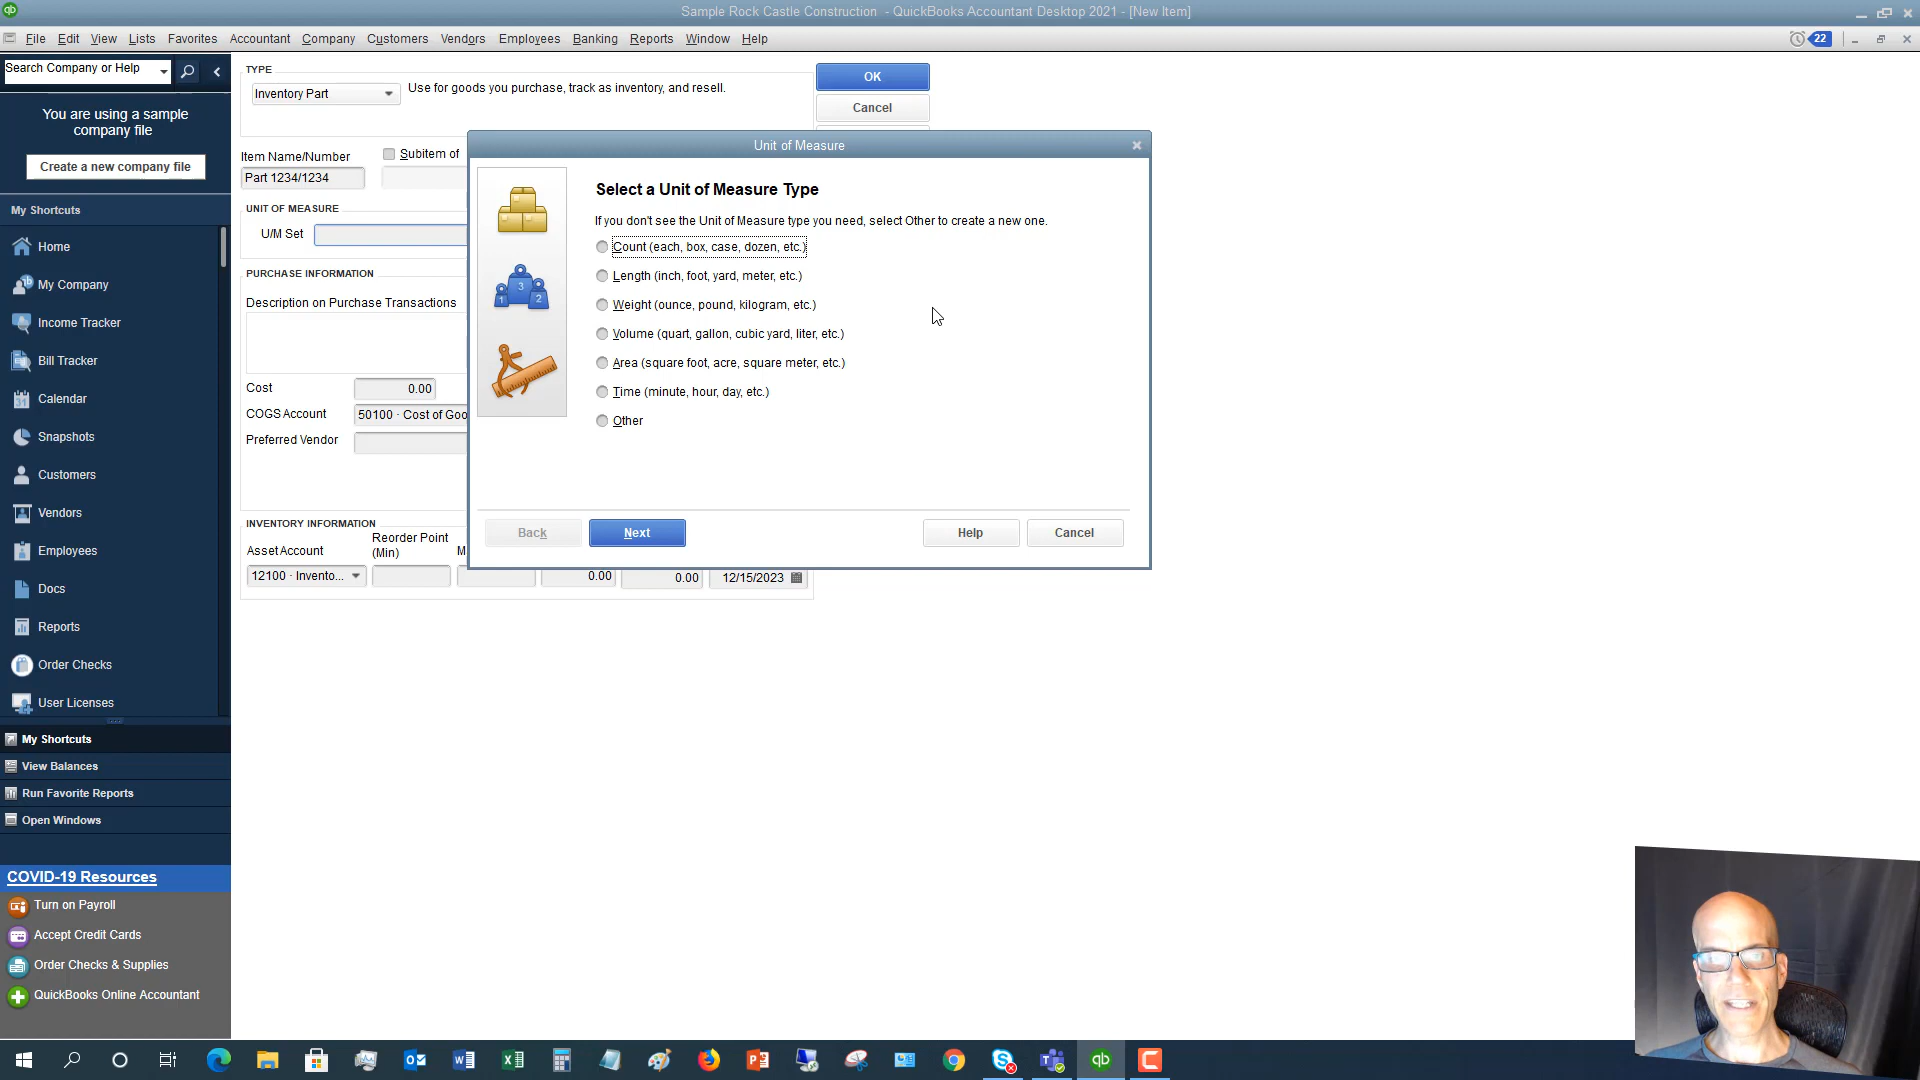 Sample Rock Castle Construction - QuickBooks Accountant Desktop 2021 - [New Item]
File Edit View Lists Favorites Accountant Company Customers Vendors Employees Banking Reports Window Help
22
Search Company or Help
You are using a sample
company file
Create a new company file
My Shortcuts
Home
My Company
Income Tracker
Bill Tracker
Calendar
Snapshots
Customers
Vendors
Employees
Docs
Reports
Order Checks
User Licenses
My Shortcuts
View Balances
Run Favorite Reports
Open Windows
COVID-19 Resources
Turn on Payroll
Accept Credit Cards
Order Checks & Supplies
QuickBooks Online Accountant
TYPE
Inventory Part
Use for goods you purchase, track as inventory, and resell.
OK
Cancel
Item Name/Number
Subitem of
Part 1234/1234
UNIT OF MEASURE
U/M Set
PURCHASE INFORMATION
Description on Purchase Transactions
Cost
0.00
COGS Account
50100 · Cost of Goo
Preferred Vendor
INVENTORY INFORMATION
Asset Account
Reorder Point
(Min)
M
12100 · Invento...
0.00
0.00
12/15/2023
Unit of Measure
Select a Unit of Measure Type
If you don't see the Unit of Measure type you need, select Other to create a new one.
Count (each, box, case, dozen, etc.)
Length (inch, foot, yard, meter, etc.)
Weight (ounce, pound, kilogram, etc.)
Volume (quart, gallon, cubic yard, liter, etc.)
Area (square foot, acre, square meter, etc.)
Time (minute, hour, day, etc.)
Other
1 3 2
Back
Next
Help
Cancel